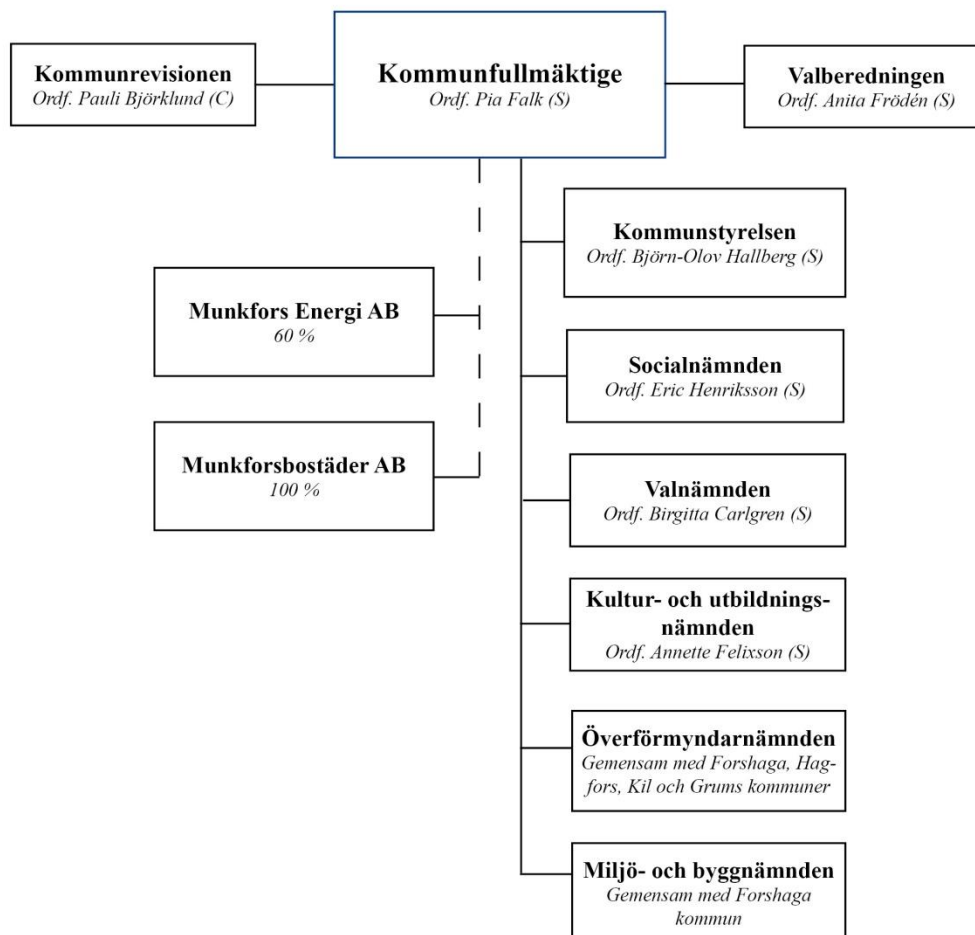 Kommunrevisionen
Ordf. Pauli Björklund (C)
Kommunfullmäktige
Ordf. Pia Falk (S)
Valberedningen
Ordf. Anita Frödén (S)
Kommunstyrelsen
Ordf. Björn-Olov Hallberg (S)
Munkfors Energi AB
60 %
Socialnämnden
Ordf. Eric Henriksson (S)
Munkforsbostäder AB
100 %
Valnämnden
Ordf. Birgitta Carlgren (S)
Kultur- och utbildnings-
nämnden
Ordf. Annette Felixson (S)
Överförmyndarnämnden
Gemensam med Forshaga, Hag-
fors, Kil och Grums kommuner
Miljö- och byggnämnden
Gemensam med Forshaga
kommun